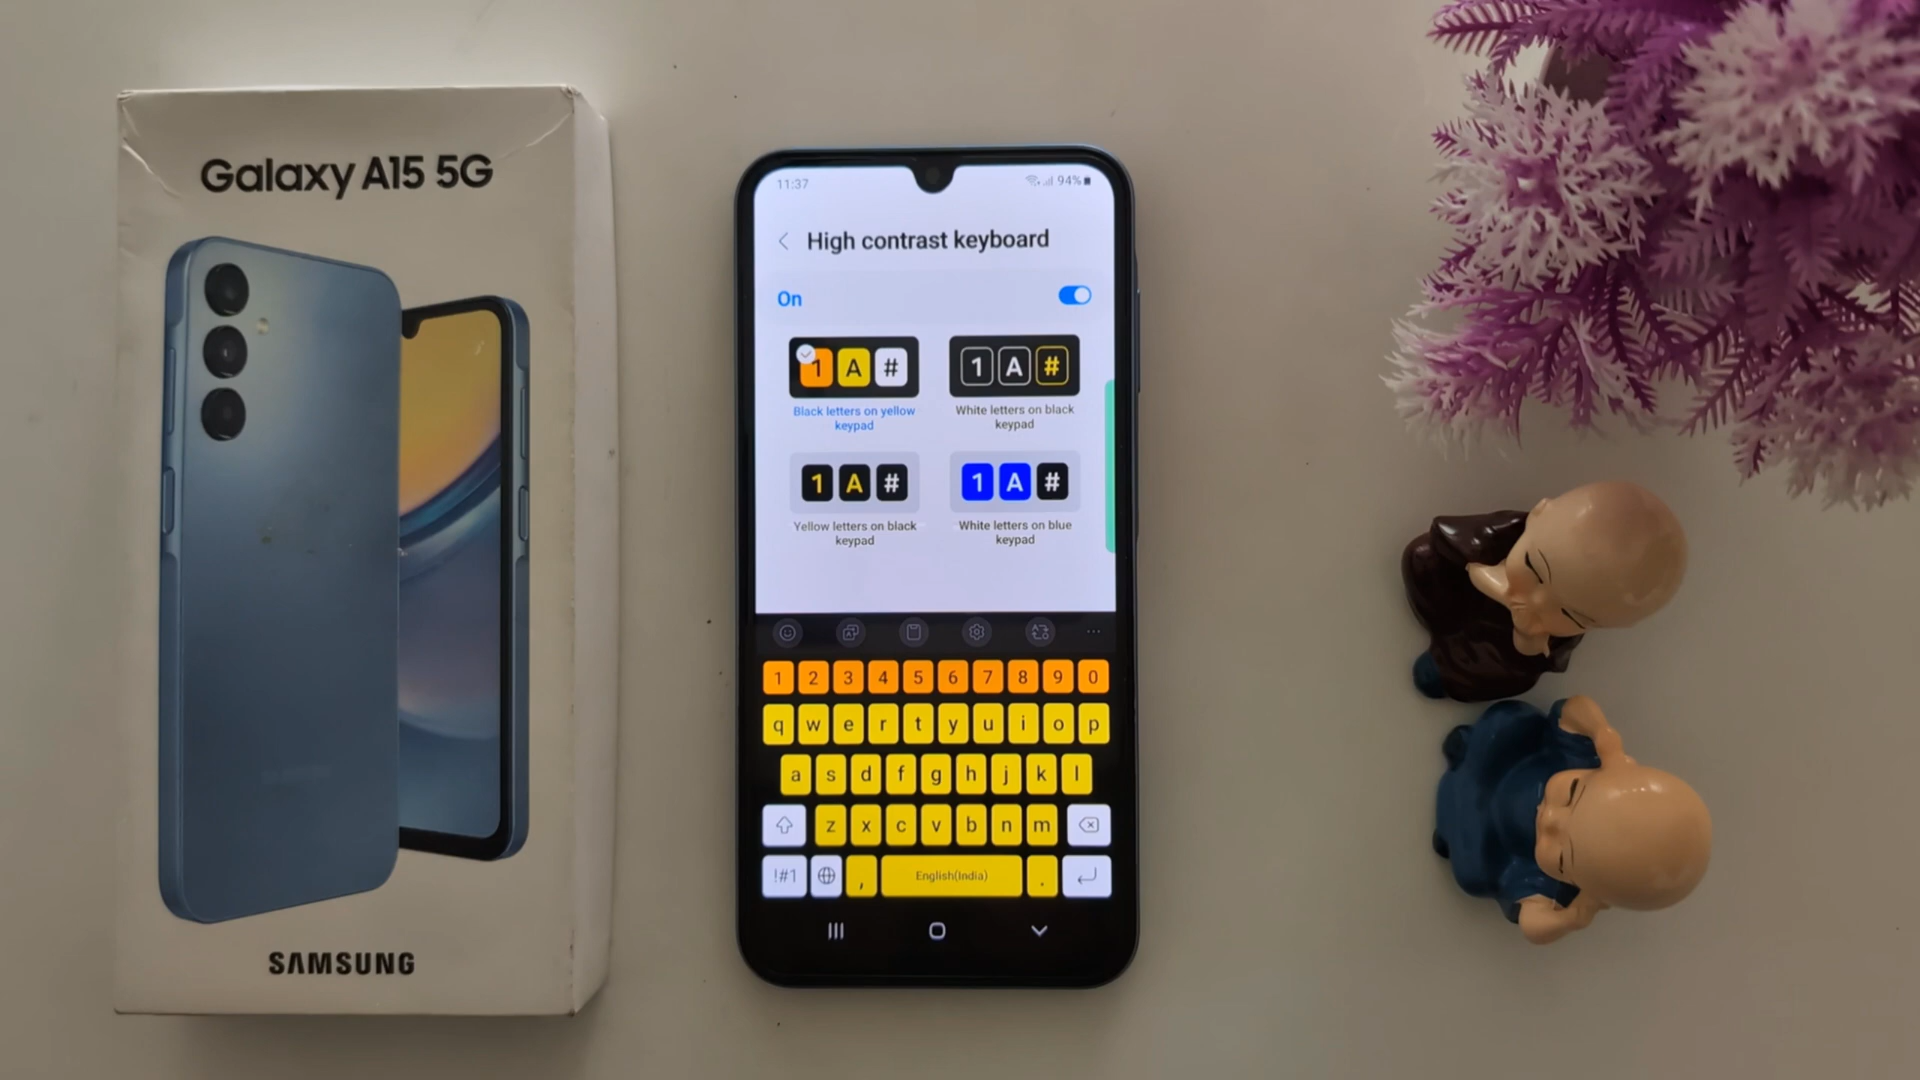 Galaxy A15 5G
SAMSUNG
11:37
94%
High contrast keyboard
On
1 A #
1 A #
Black letters on yellow
keypad
White letters on black
keypad
1 A #
1 A #
Yellow letters on black
keypad
White letters on blue
keypad
1 2 3 4 5 6 7 8 9 0
q w e r t y u i o p
a s d f g h j k l
z x c v b n m
!#1 , English(India) .